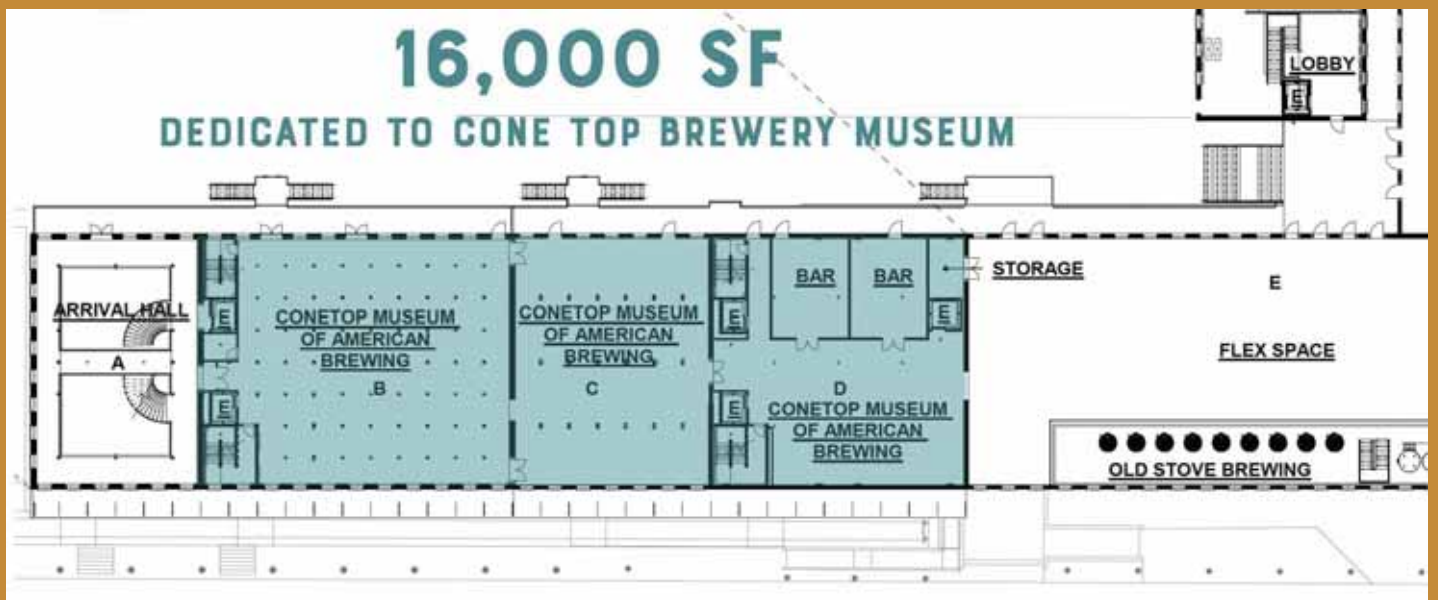 16,000 SF
DEDICATED TO CONE TOP BREWERY MUSEUM
LOBBY
E
STORAGE
BAR
BAR
E
ARRIVAL HALL
A
E
CONETOP MUSEUM
OF AMERICAN
BREWING
B
CONETOP MUSEUM
OF AMERICAN
BREWING
C
E
E
FLEX SPACE
E
E
D
CONETOP MUSEUM
OF AMERICAN
BREWING
OLD STOVE BREWING